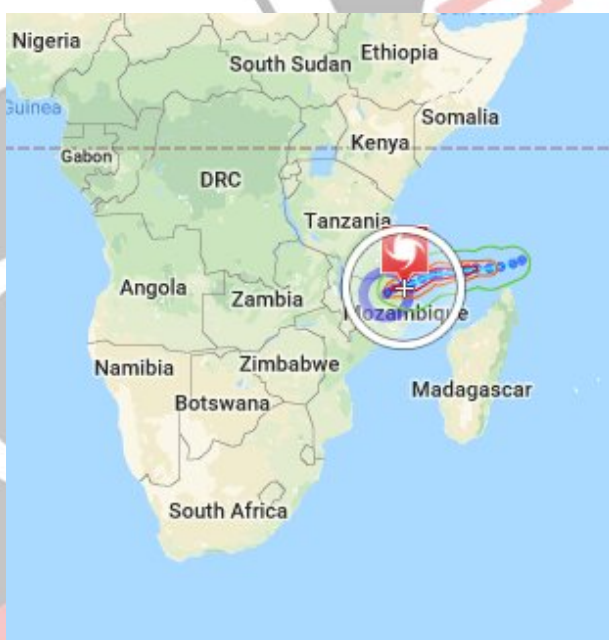 Nigeria
South Sudan
Ethiopia
Guinea
Somalia
Gabon
Kenya
DRC
Tanzania
Angola
Zambia
Mozambique
Namibia
Zimbabwe
Botswana
Madagascar
South Africa